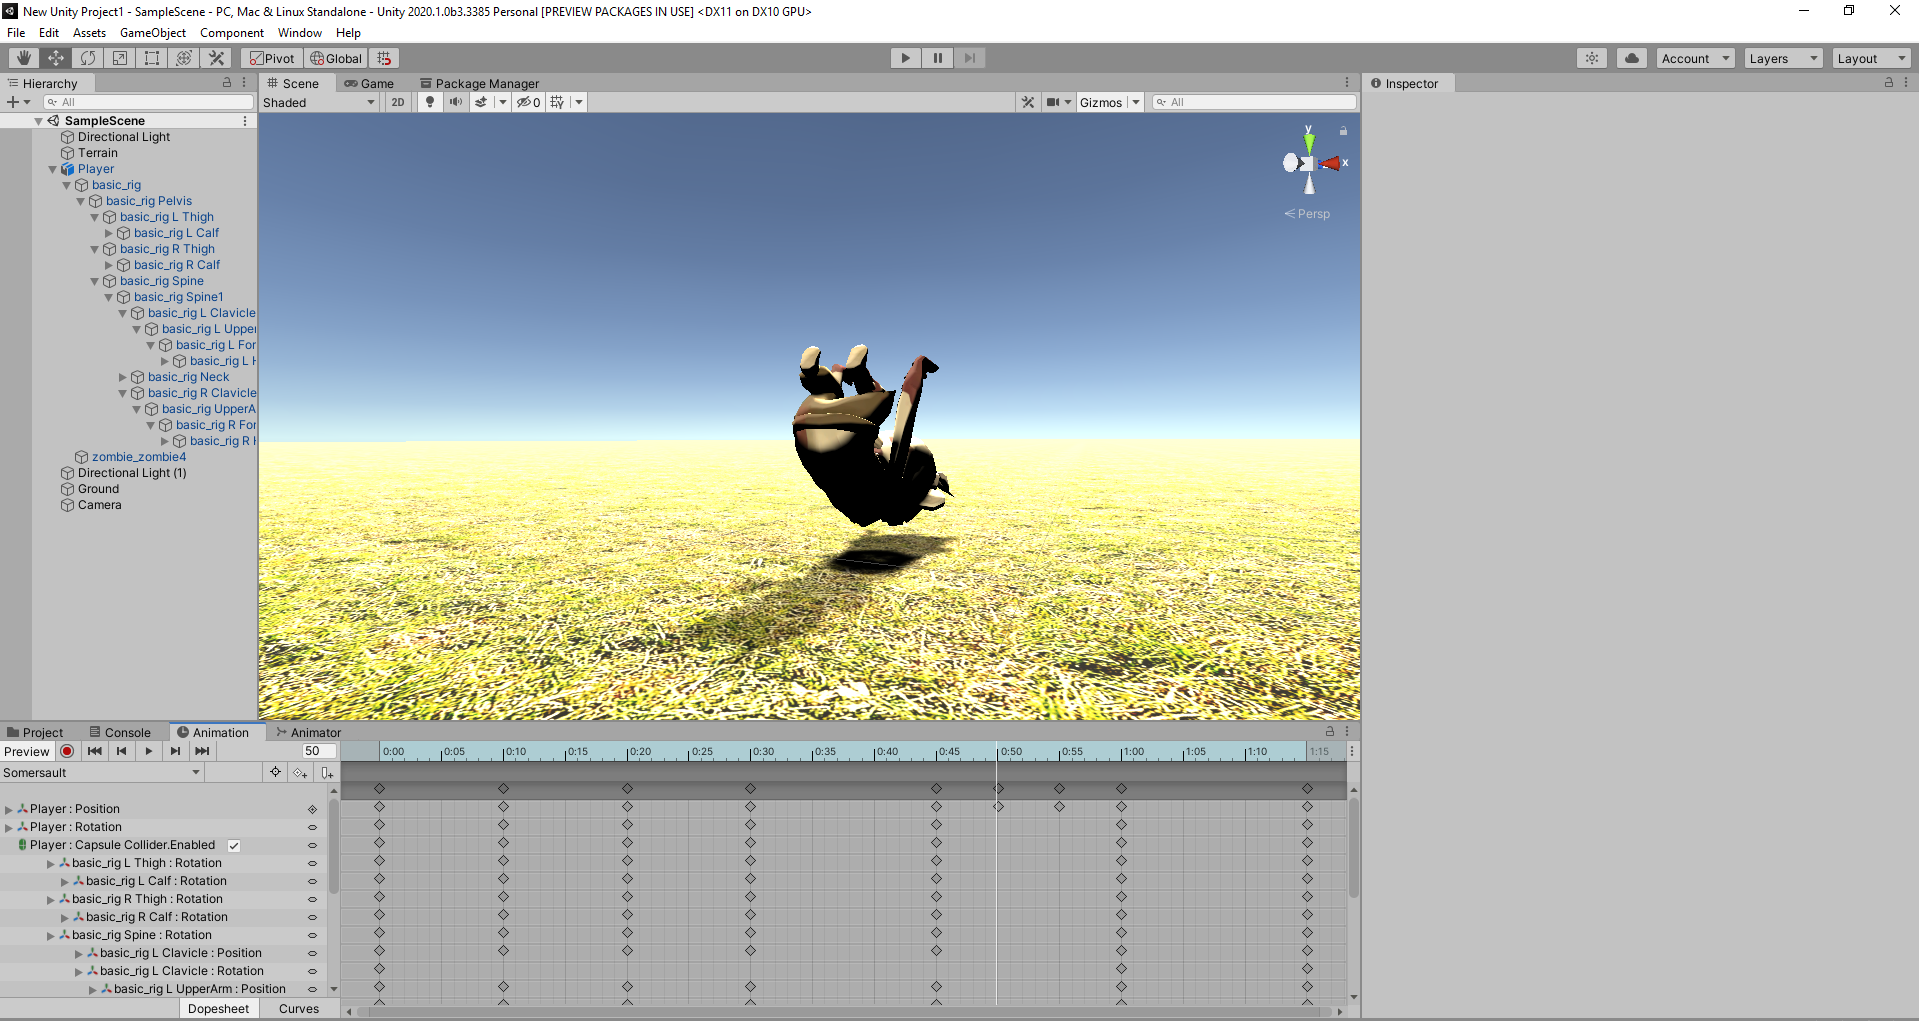 New Unity Project1 - SampleScene - PC, Mac & Linux Standalone - Unity 2020.1.0b3.3385 Personal [PREVIEW PACKAGES IN USE] <DX11 on DX10 GPU>
File Edit Assets GameObject Component Window Help
Pivot Global Account Layers Layout
Hierarchy Scene Game Package Manager Inspector
All Shaded 2D 0 Gizmos All
SampleScene
Directional Light
Terrain
Player
basic_rig
basic_rig Pelvis
basic_rig L Thigh
basic_rig L Calf
basic_rig R Thigh
basic_rig R Calf
basic_rig Spine
basic_rig Spine1
basic_rig L Clavicle
basic_rig L Upper
basic_rig L For
basic_rig L H
basic_rig Neck
basic_rig R Clavicle
basic_rig UpperA
basic_rig R For
basic_rig R H
zombie_zombie4
Directional Light (1)
Ground
Camera
y
x
Persp
Project Console Animation Animator
Preview 50 0:00 0:05 0:10 0:15 0:20 0:25 0:30 0:35 0:40 0:45 0:50 0:55 1:00 1:05 1:10 1:15
Somersault
Player : Position
Player : Rotation
Player : Capsule Collider.Enabled
basic_rig L Thigh : Rotation
basic_rig L Calf : Rotation
basic_rig R Thigh : Rotation
basic_rig R Calf : Rotation
basic_rig Spine : Rotation
basic_rig L Clavicle : Position
basic_rig L Clavicle : Rotation
basic_rig L UpperArm : Position
Dopesheet Curves